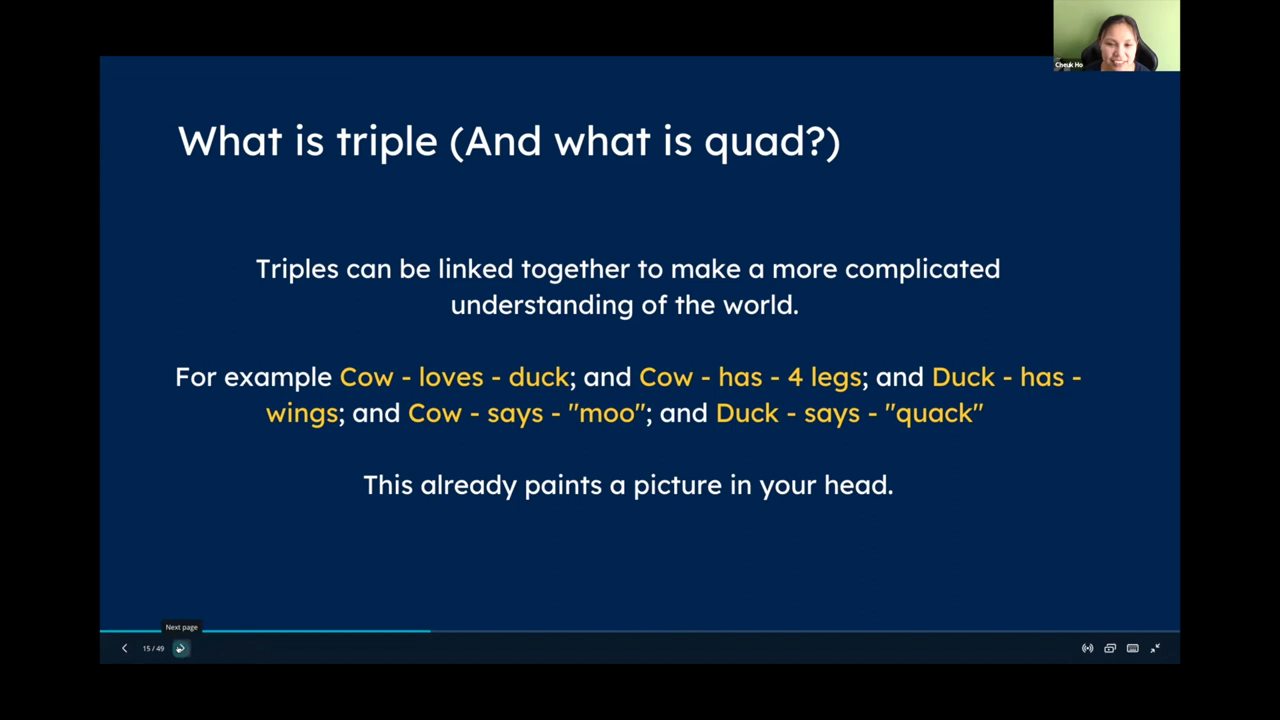 Cheuk Ho
What is triple (And what is quad?)
Triples can be linked together to make a more complicated
understanding of the world.
For example Cow - loves - duck; and Cow - has - 4 legs; and Duck - has -
wings; and Cow - says - "moo"; and Duck - says - "quack"
This already paints a picture in your head.
Next page
15 / 49